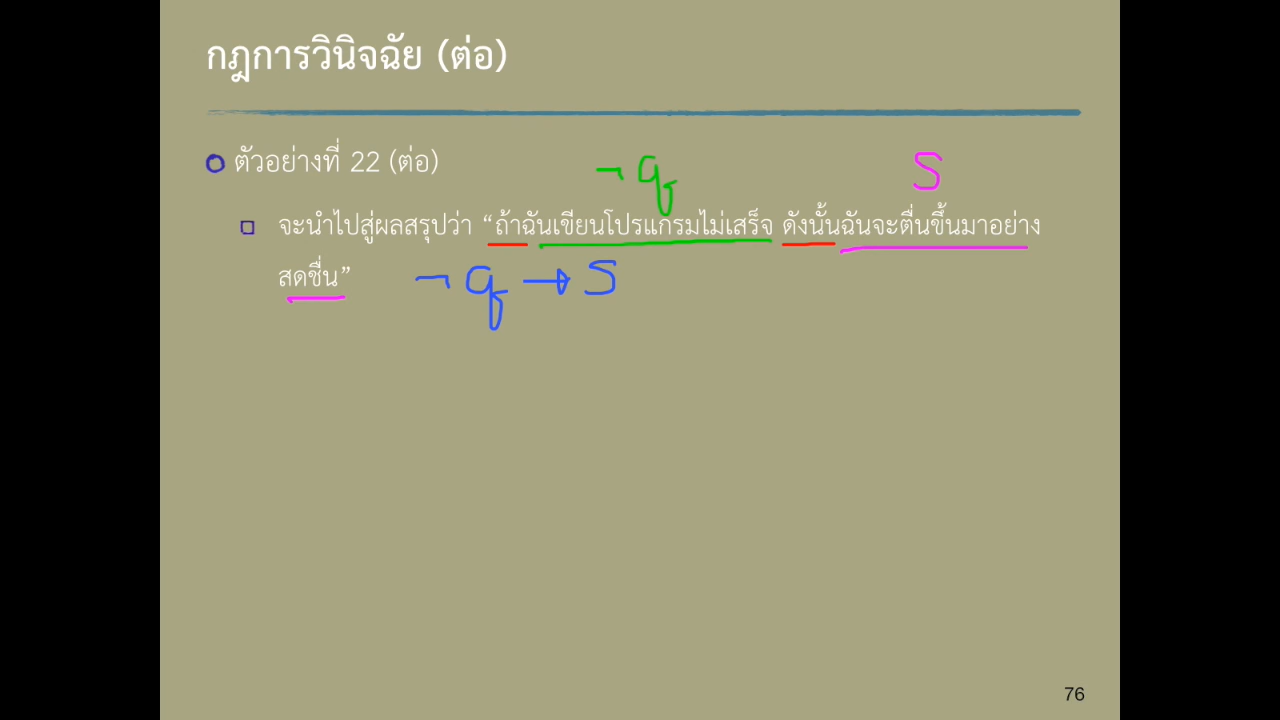 กฎการวินิจฉัย (ต่อ)
ตัวอย่างที่ 22 (ต่อ)
¬q S
จะนำไปสู่ผลสรุปว่า “ถ้าฉันเขียนโปรแกรมไม่เสร็จ ดังนั้นฉันจะตื่นขึ้นมาอย่าง
สดชื่น” ¬q → S
76